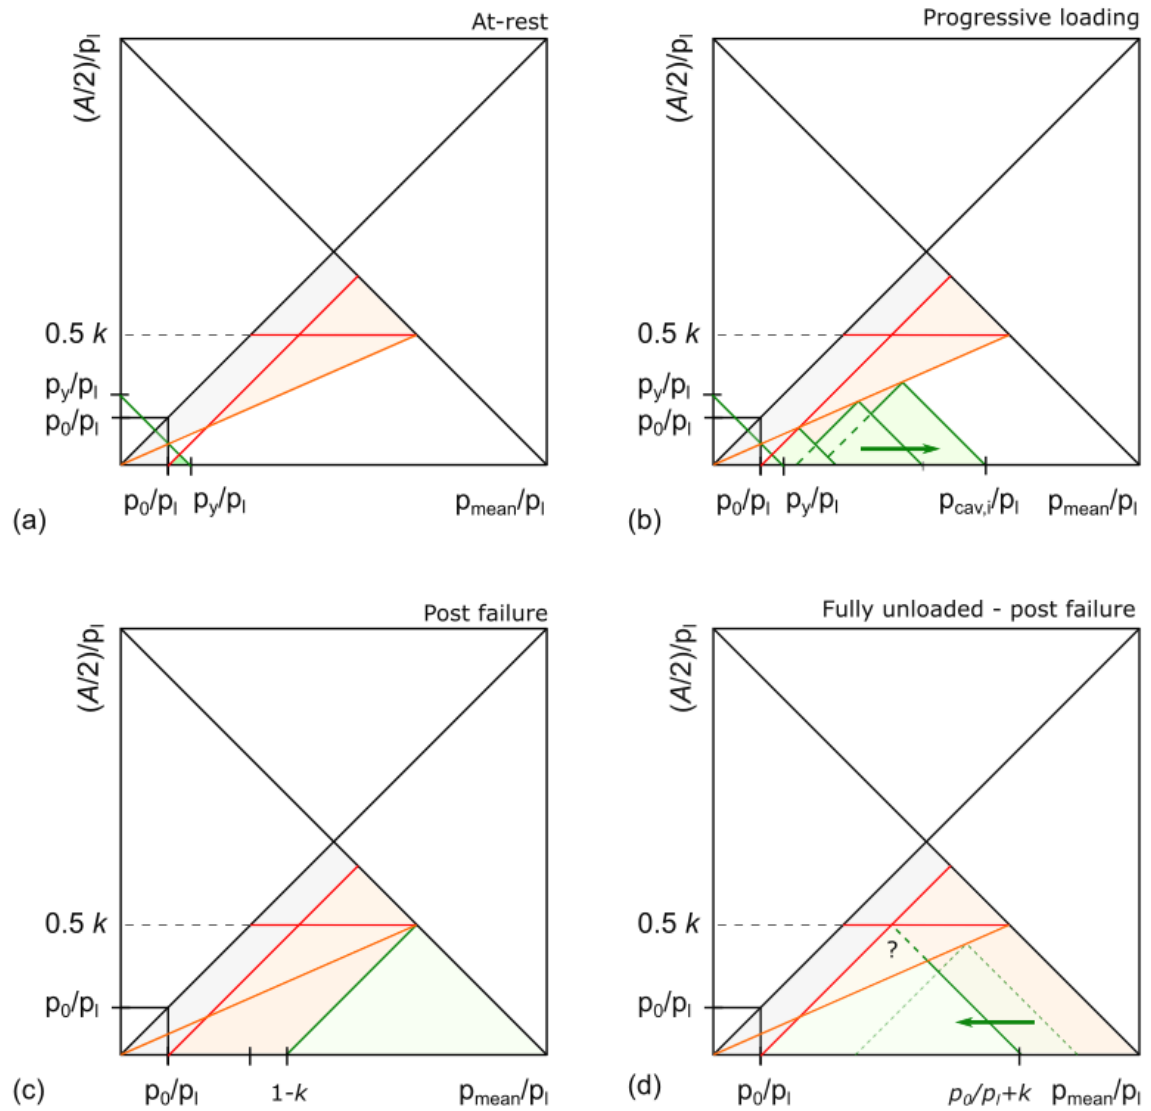 At-rest
(A/2)/pl
0.5 k
py/pl
p0/pl
p0/pl py/pl pmean/pl
(a)
Progressive loading
(A/2)/pl
0.5 k
py/pl
p0/pl
p0/pl py/pl pcav,i/pl pmean/pl
(b)
Post failure
(A/2)/pl
0.5 k
p0/pl
p0/pl 1-k pmean/pl
(c)
Fully unloaded - post failure
(A/2)/pl
0.5 k
?
p0/pl
p0/pl p0/pl+k pmean/pl
(d)